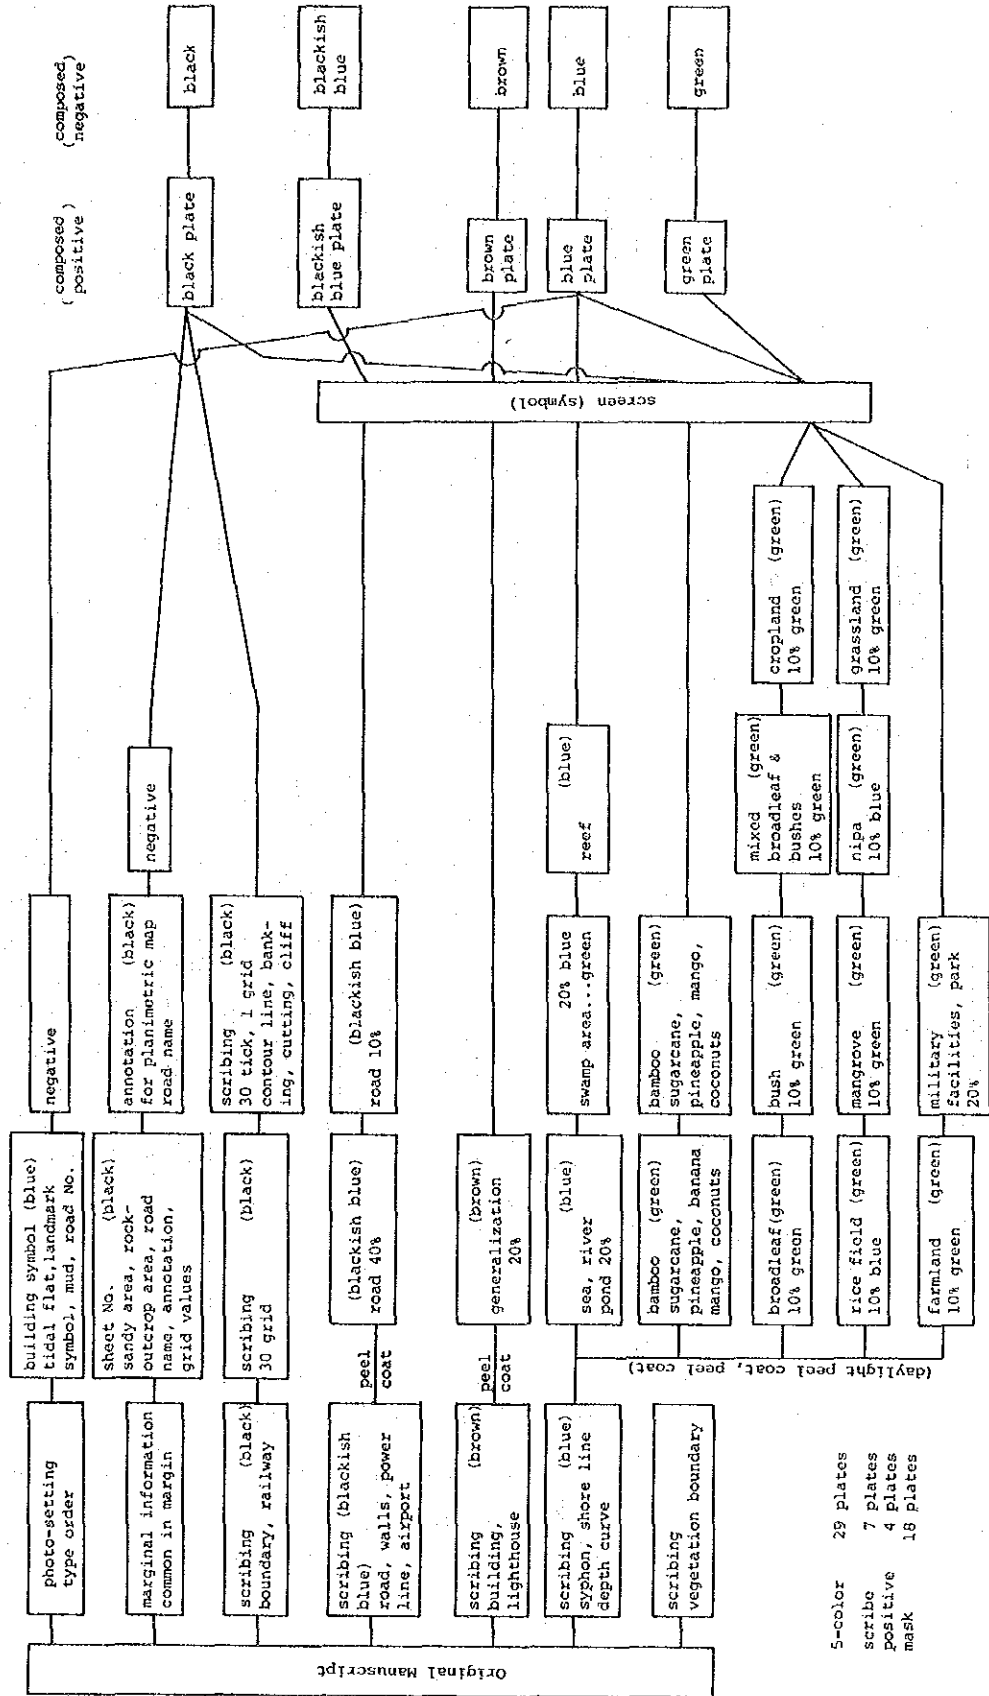 (composed positive)
(composed negative)
Original Manuscript
photo-setting
type order
building symbol (blue)
tidal flat, landmark
symbol, mud, road No.
negative
marginal information
common in margin
sheet No. (black)
sandy area, rock-
outcrop area, road
name, annotation,
grid values
annotation (black)
for planimetric map
road name
negative
black plate
black
scribing (black)
boundary, railway
scribing (black)
30 grid
scribing (black)
30 tick, 1 grid
contour line, bank-
ing, cutting, cliff
scribing (blackish
blue)
road, walls, power
line, airport
peel
coat
(blackish blue)
road 40%
(blackish blue)
road 10%
blackish
blue plate
blackish
blue
scribing (brown)
building,
lighthouse
peel
coat
(brown)
generalization
20%
brown
plate
brown
scribing (blue)
syphon, shore line
depth curve
(blue)
sea, river
pond 20%
20% blue
swamp area...green
(blue)
reef
blue
plate
blue
scribing
vegetation boundary
(daylight peel coat, peel coat)
bamboo (green)
sugarcane,
pineapple, banana
mango, coconuts
bamboo (green)
sugarcane,
pineapple, mango,
coconuts
screen (symbol)
green
plate
green
broadleaf(green)
10% green
bush (green)
10% green
mixed (green)
broadleaf &
bushes
10% green
cropland (green)
10% green
rice field (green)
10% blue
mangrove (green)
10% green
nipa (green)
10% blue
grassland (green)
10% green
farmland (green)
10% green
military (green)
facilities, park
20%
5-color 29 plates
scribe 7 plates
positive 4 plates
mask 18 plates